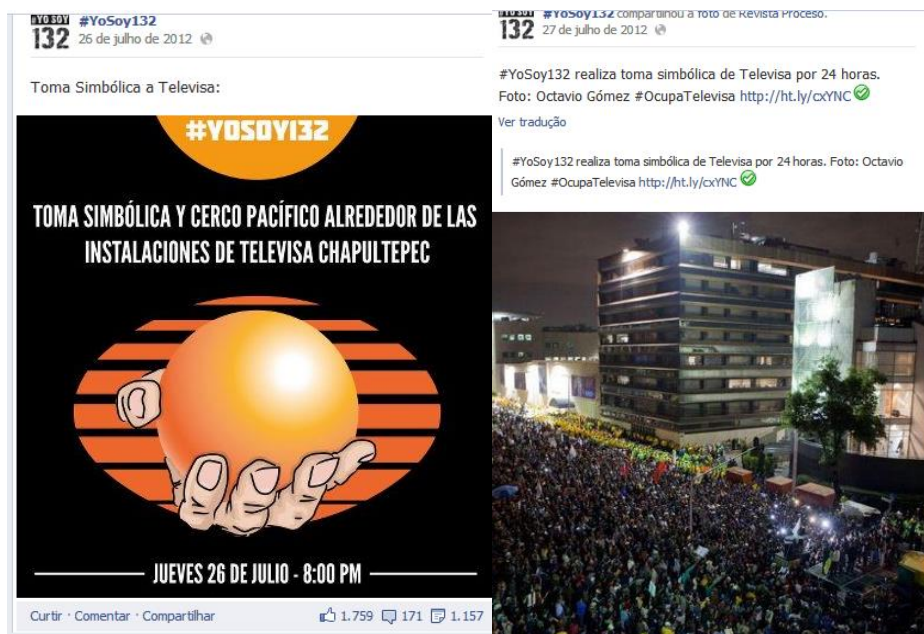 #YO SOY
132
#YoSoy132
26 de julho de 2012
Toma Simbólica a Televisa:
#YOSOY132
TOMA SIMBÓLICA Y CERCO PACÍFICO ALREDEDOR DE LAS
INSTALACIONES DE TELEVISA CHAPULTEPEC
JUEVES 26 DE JULIO - 8:00 PM
Curtir · Comentar · Compartilhar 1.759 171 1.157
132
#YoSoy132 compartilhou a foto de Revista Proceso.
27 de julho de 2012
#YoSoy132 realiza toma simbólica de Televisa por 24 horas.
Foto: Octavio Gómez #OcupaTelevisa http://ht.ly/cxYNC
Ver tradução
#YoSoy132 realiza toma simbólica de Televisa por 24 horas. Foto: Octavio
Gómez #OcupaTelevisa http://ht.ly/cxYNC